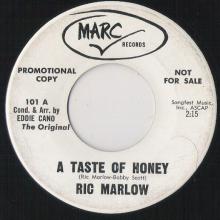 MARC
RECORDS
PROMOTIONAL
COPY
NOT
FOR SALE
101 A
Cond. & Arr. by
EDDIE CANO
The Original
Songfest Music,
Inc., ASCAP
2:15
A TASTE OF HONEY
(Ric Marlow-Bobby Scott)
RIC MARLOW